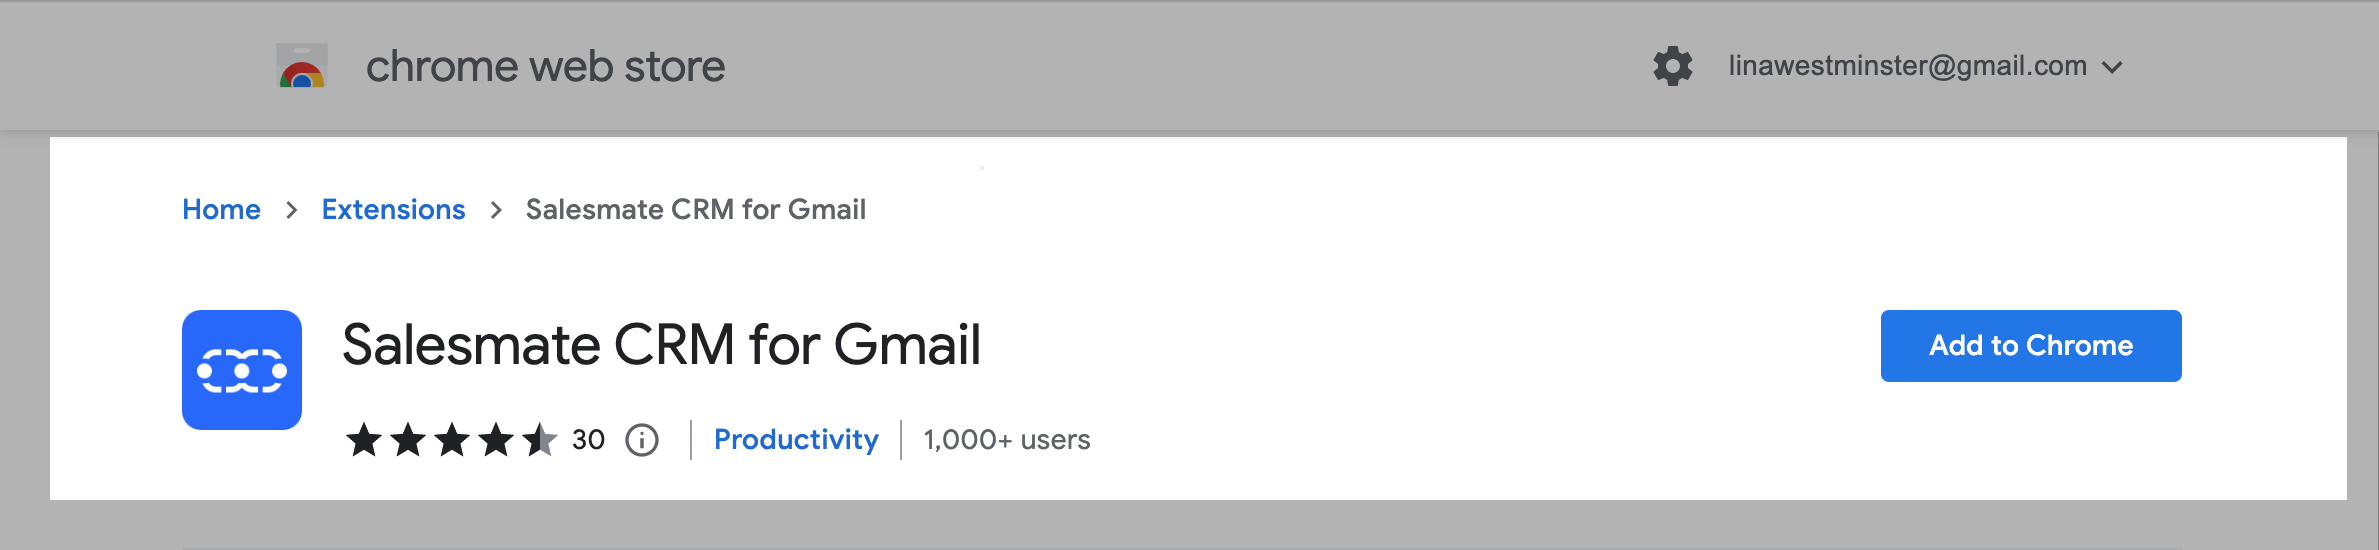 chrome web store
linawestminster@gmail.com
Home > Extensions > Salesmate CRM for Gmail
Salesmate CRM for Gmail
Add to Chrome
30 Productivity 1,000+ users